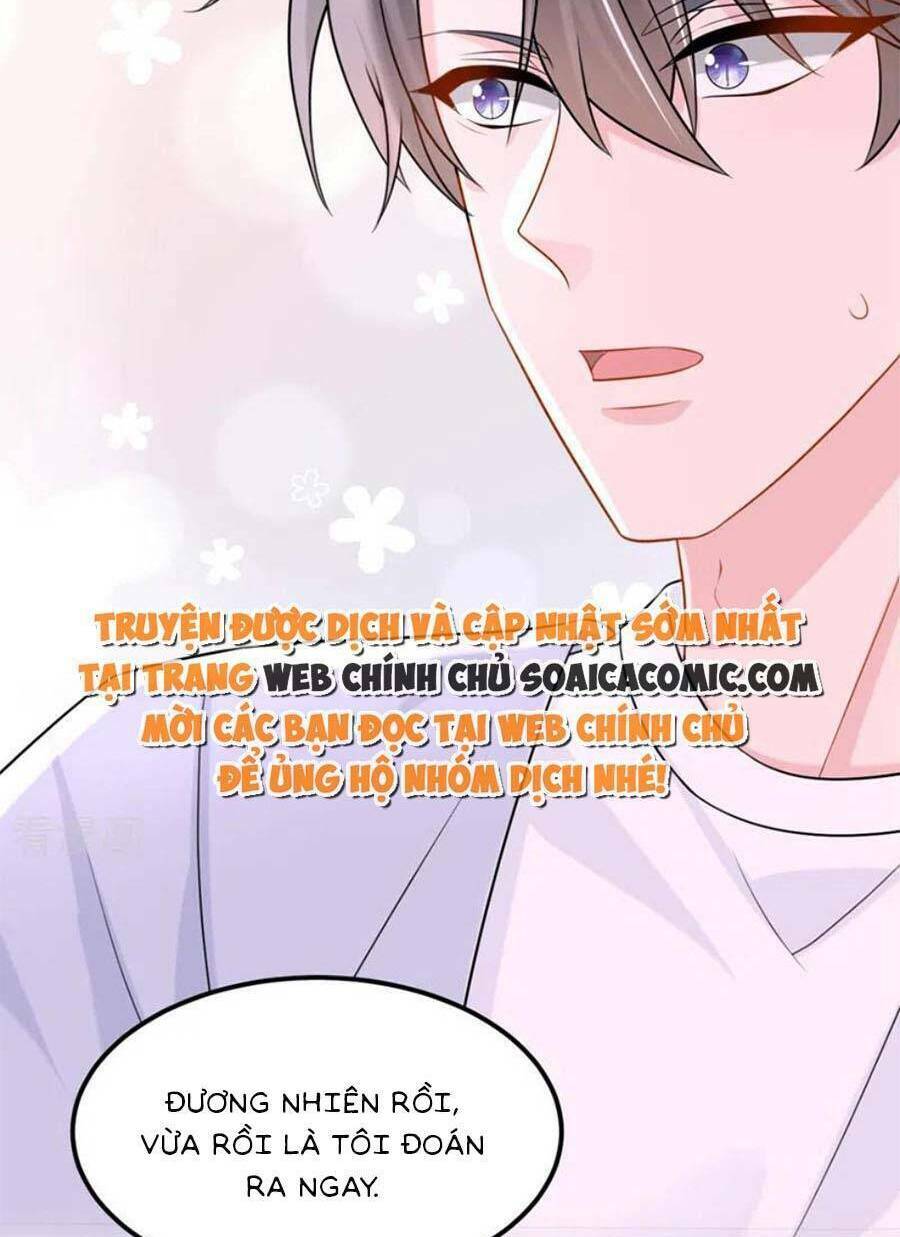 TRUYỆN ĐƯỢC DỊCH VÀ CẬP NHẬT SỚM NHẤT
TẠI TRANG WEB CHÍNH CHỦ SOAICACOMIC.COM
MỜI CÁC BẠN ĐỌC TẠI WEB CHÍNH CHỦ
ĐỂ ỦNG HỘ NHÓM DỊCH NHÉ!
ĐƯƠNG NHIÊN RỒI,
VỪA RỒI LÀ TÔI ĐOÁN
RA NGAY.